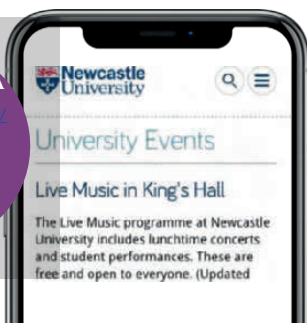 Newcastle
University
University Events
Live Music in King's Hall
The Live Music programme at Newcastle
University includes lunchtime concerts
and student performances. These are
free and open to everyone. (Updated